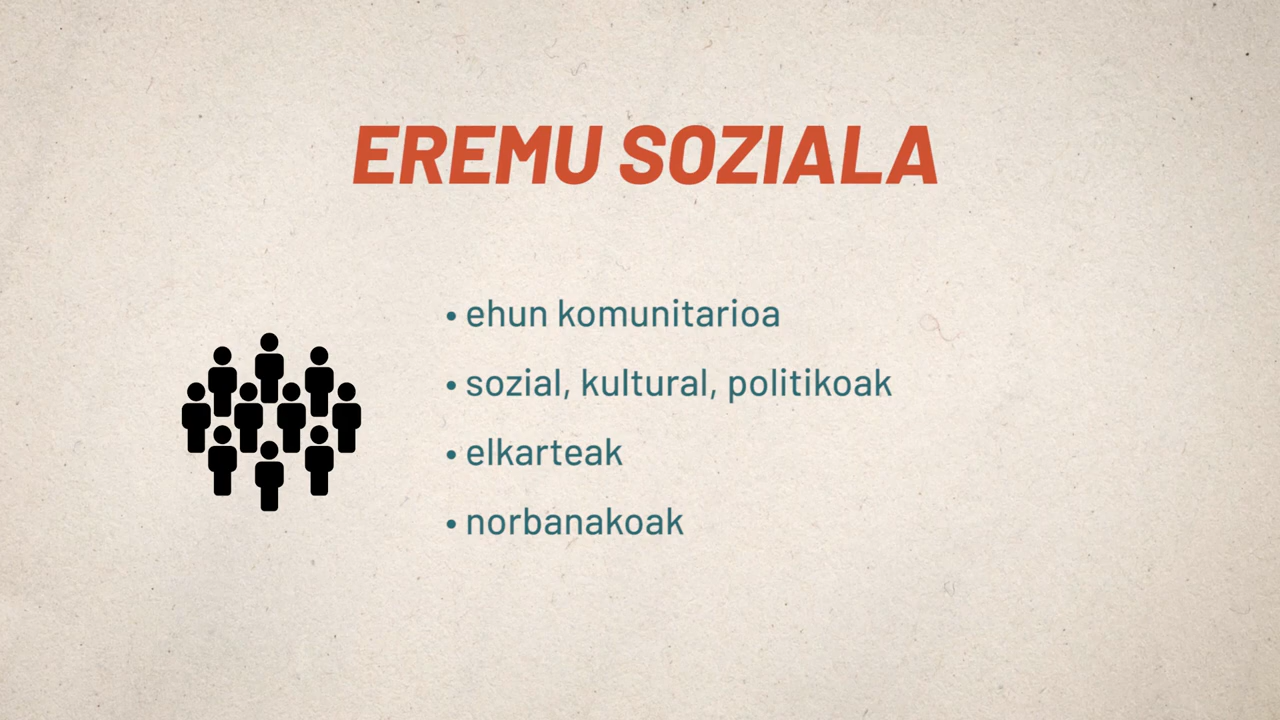 EREMU SOZIALA
• ehun komunitarioa
• sozial, kultural, politikoak
• elkarteak
• norbanakoak